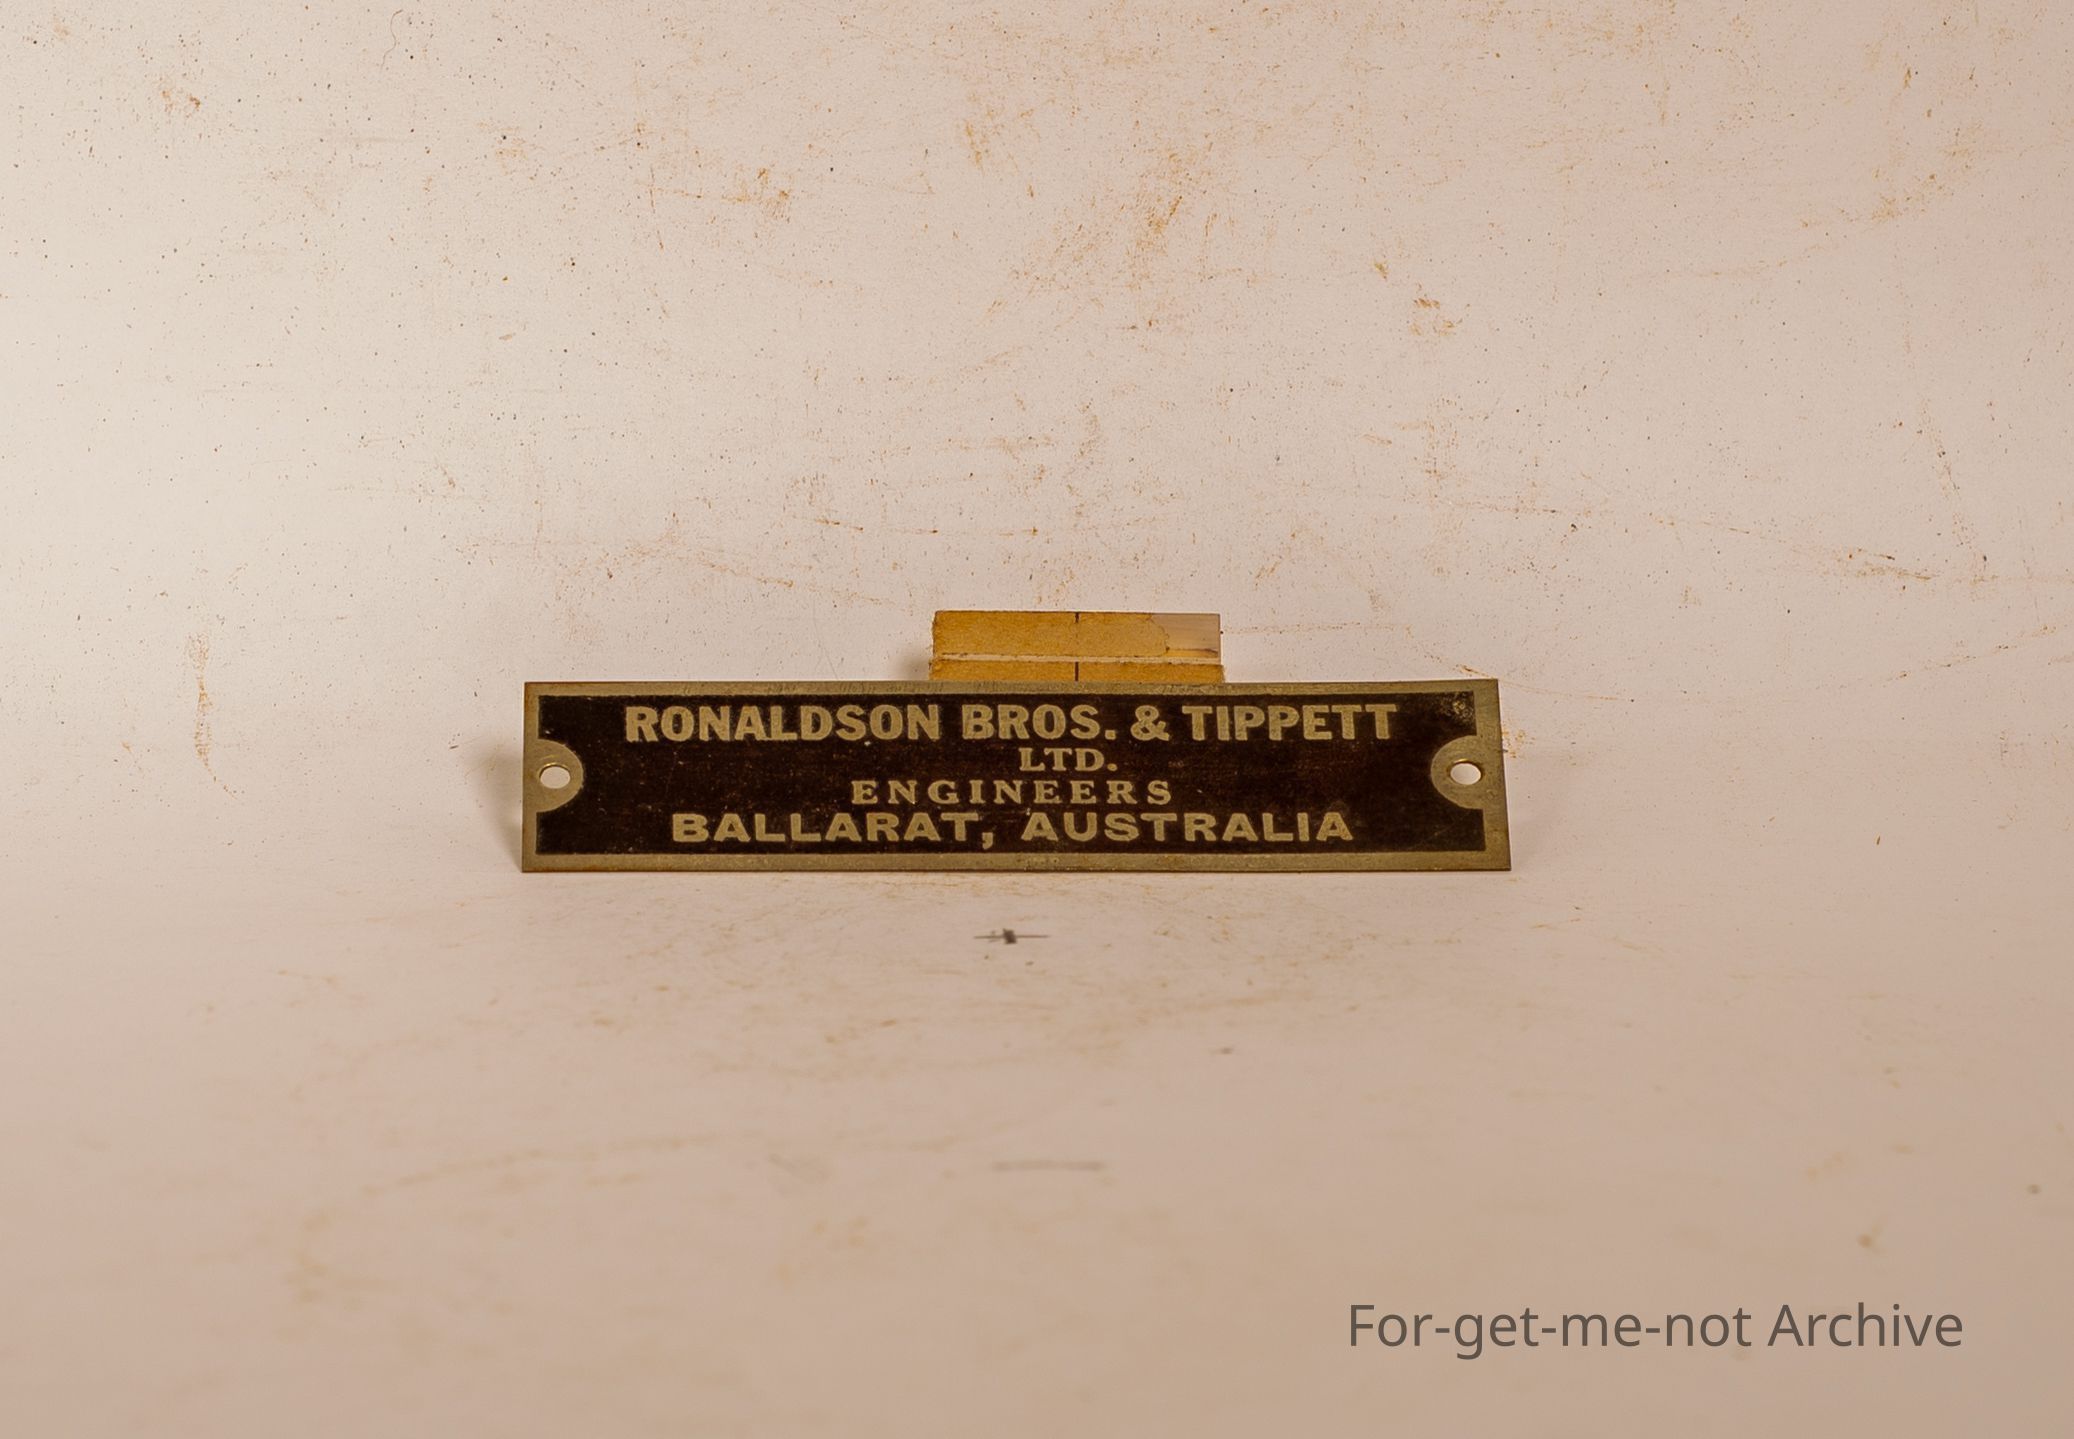 RONALDSON BROS. & TIPPETT
LTD.
ENGINEERS
BALLARAT, AUSTRALIA
For-get-me-not Archive